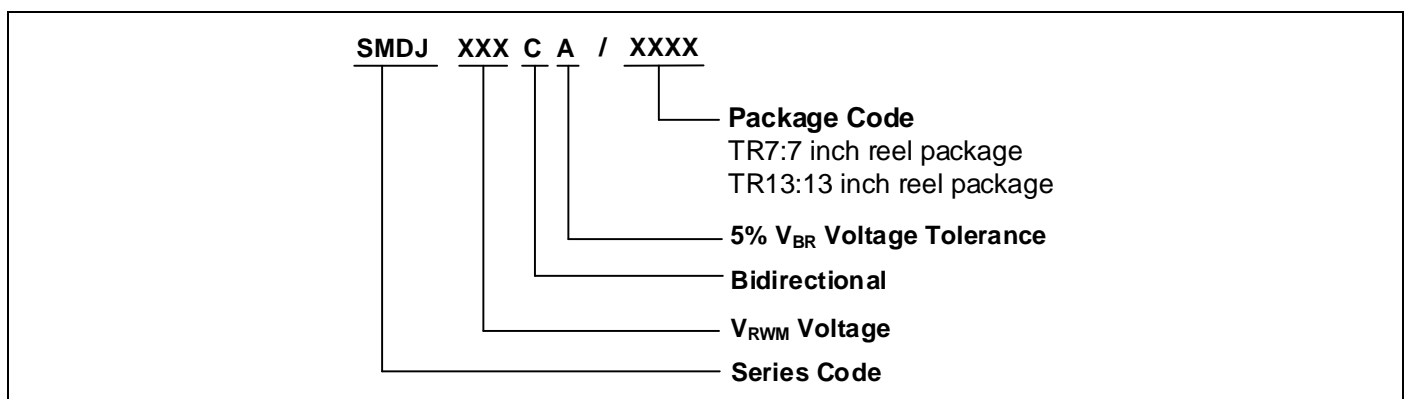 SMDJ XXX C A / XXXX
Package Code
TR7:7 inch reel package
TR13:13 inch reel package
5% VBR Voltage Tolerance
Bidirectional
VRWM Voltage
Series Code